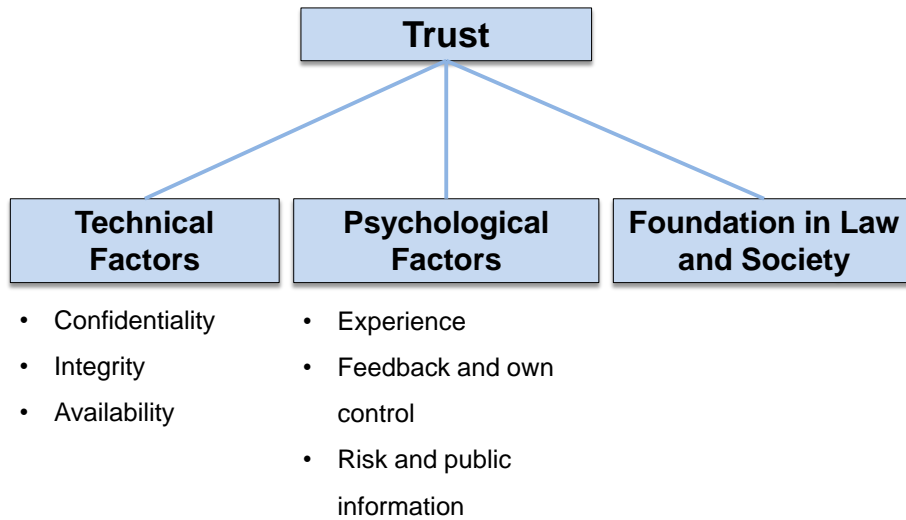 Trust
Technical
Factors
Psychological
Factors
Foundation in Law
and Society
• Confidentiality
• Integrity
• Availability
• Experience
• Feedback and own
control
• Risk and public
information